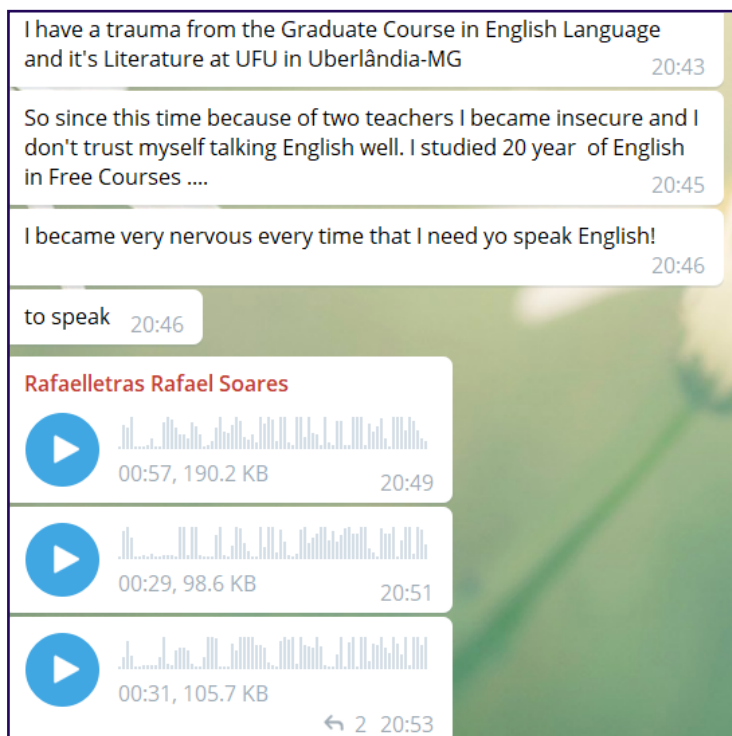 I have a trauma from the Graduate Course in English Language
and it's Literature at UFU in Uberlândia-MG
20:43
So since this time because of two teachers I became insecure and I
don't trust myself talking English well. I studied 20 year of English
in Free Courses ....
20:45
I became very nervous every time that I need yo speak English!
20:46
to speak 20:46
Rafaelletras Rafael Soares
00:57, 190.2 KB
20:49
00:29, 98.6 KB
20:51
00:31, 105.7 KB
2 20:53